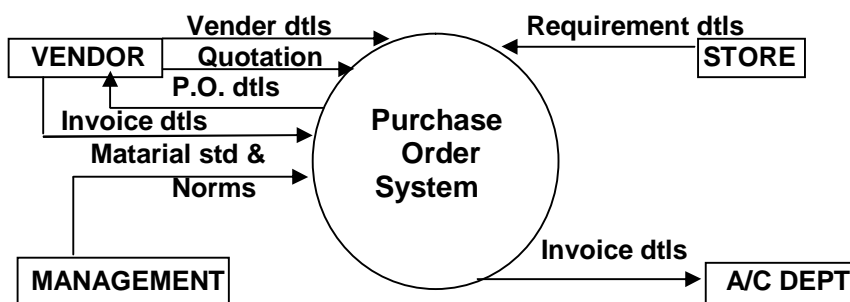 Vender dtls
Requirement dtls
VENDOR
Quotation
STORE
P.O. dtls
Invoice dtls
Purchase
Order
System
Matarial std &
Norms
Invoice dtls
MANAGEMENT
A/C DEPT